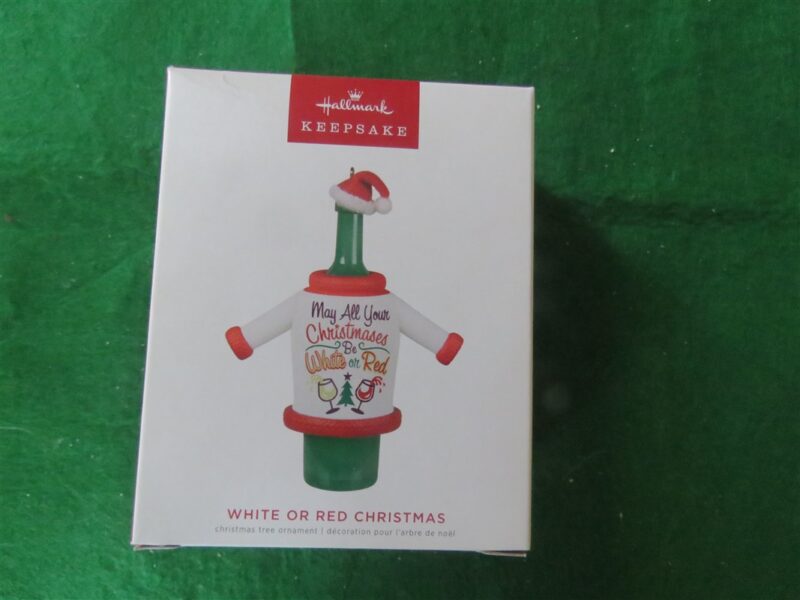 Hallmark
KEEPSAKE
May All Your
Christmases
Be
White or Red
WHITE OR RED CHRISTMAS
christmas tree ornament | décoration pour l'arbre de noël